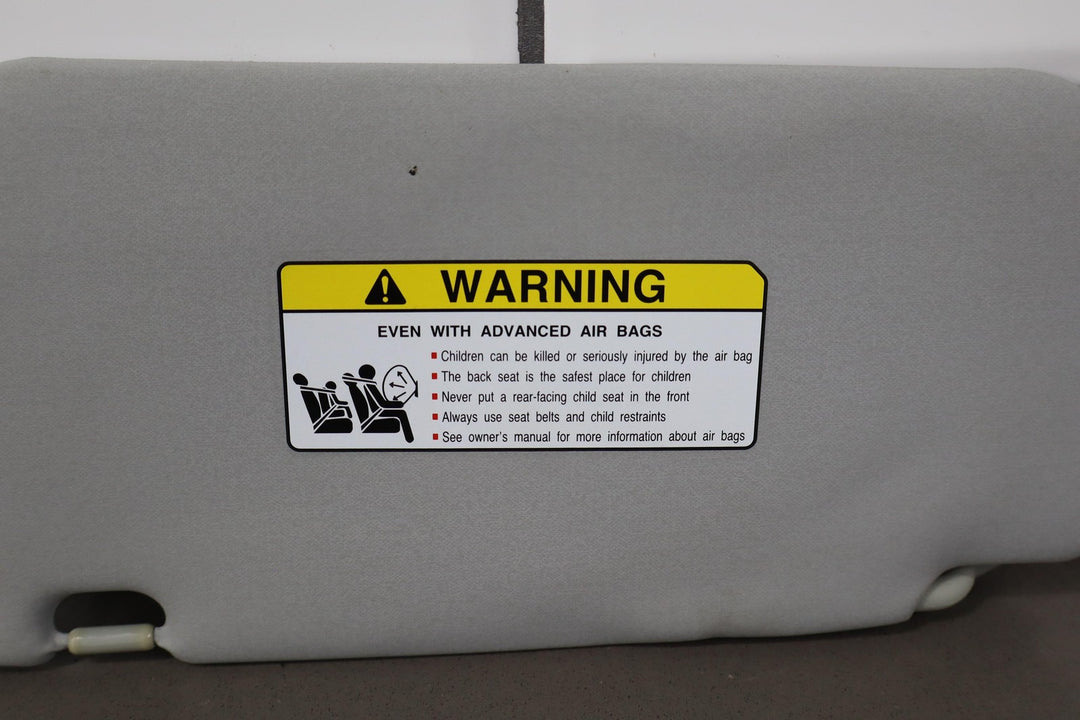 WARNING
EVEN WITH ADVANCED AIR BAGS
Children can be killed or seriously injured by the air bag
The back seat is the safest place for children
Never put a rear-facing child seat in the front
Always use seat belts and child restraints
See owner's manual for more information about air bags